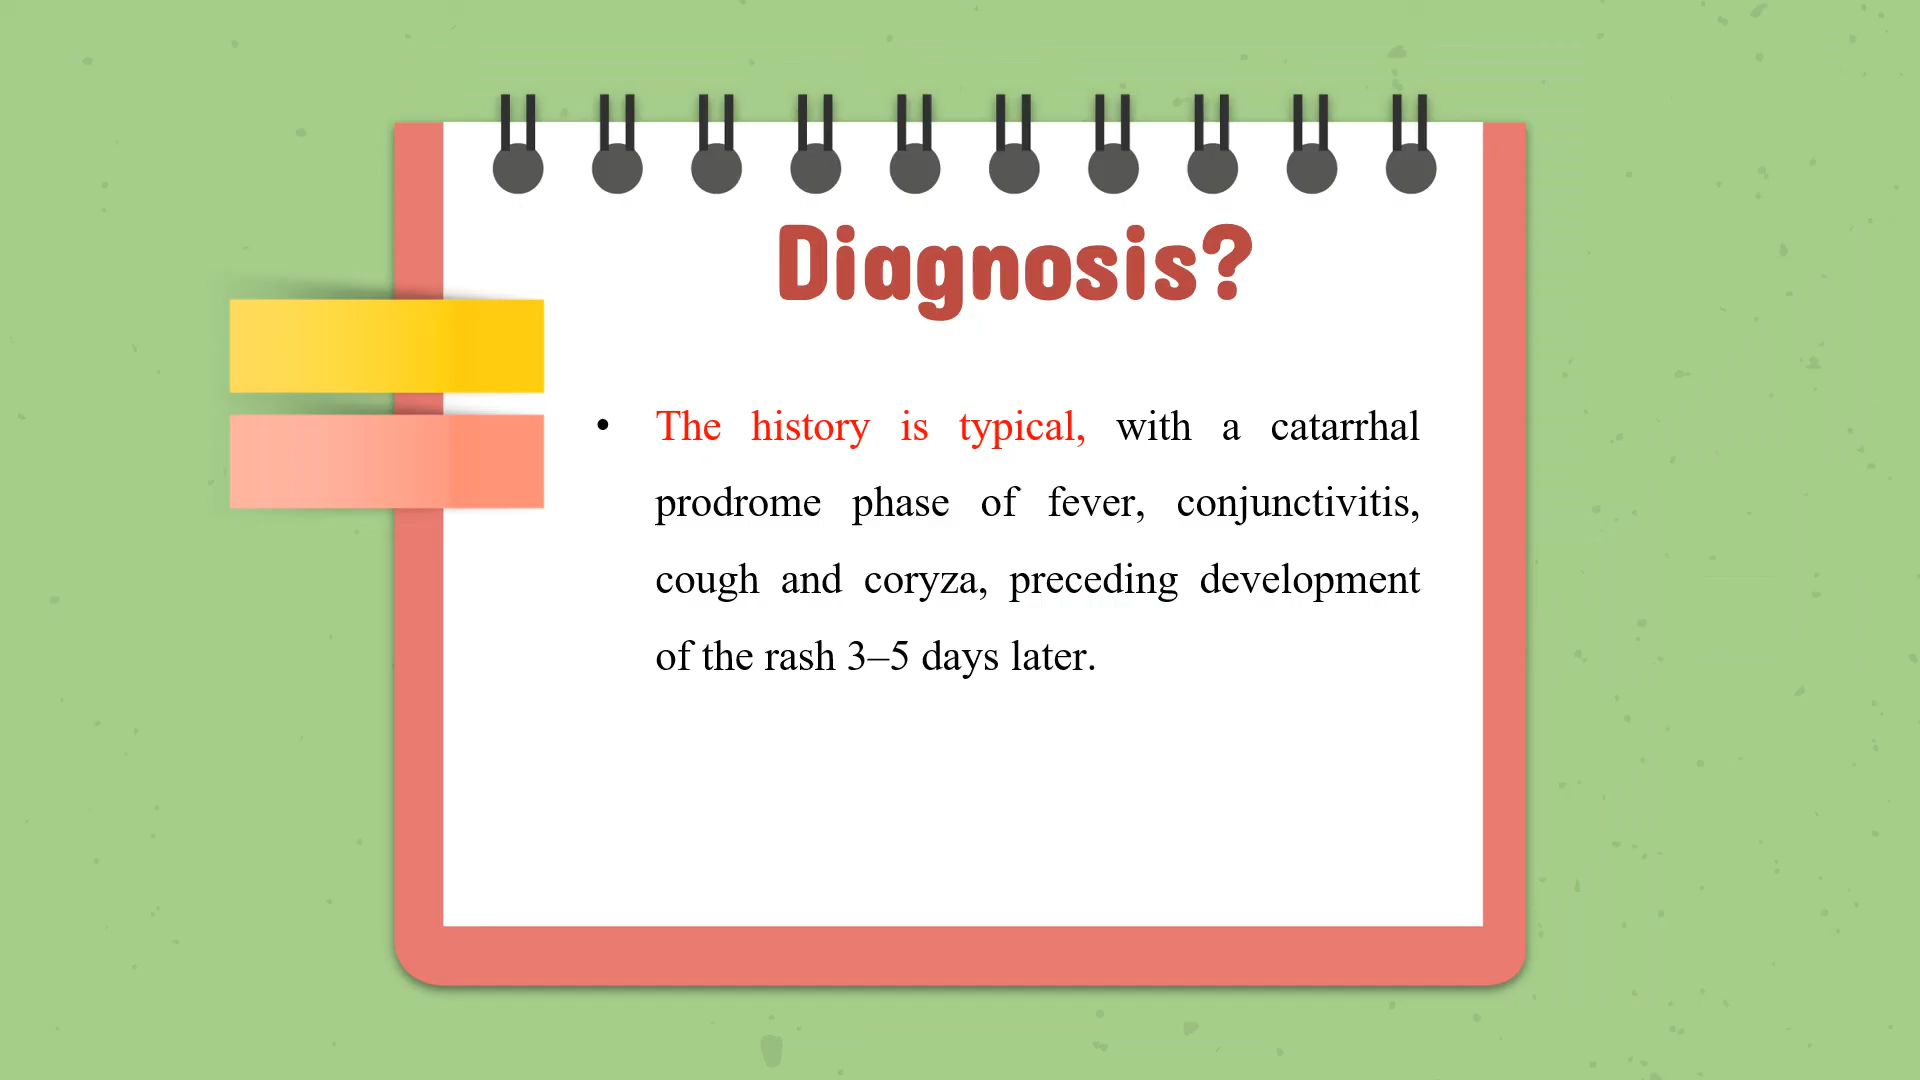 Diagnosis?
• The history is typical, with a catarrhal
prodrome phase of fever, conjunctivitis,
cough and coryza, preceding development
of the rash 3–5 days later.